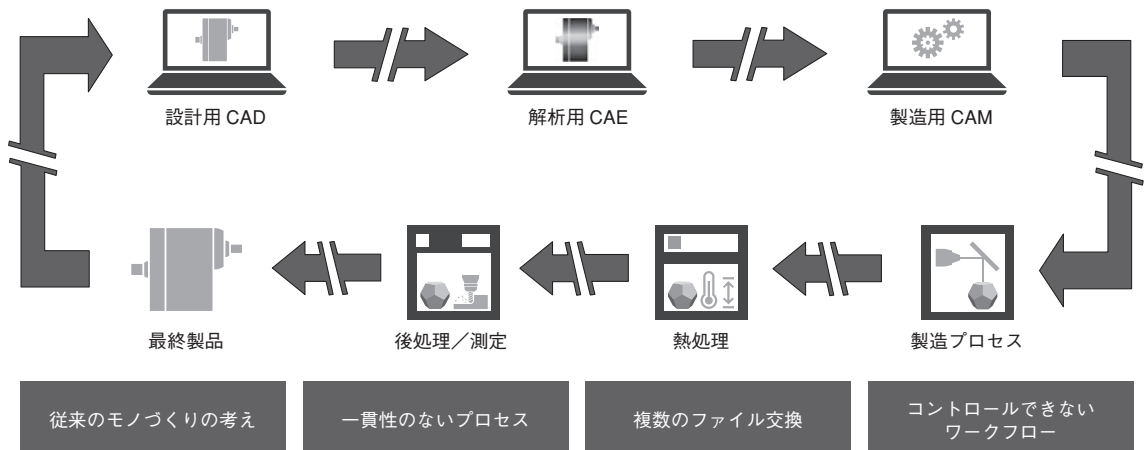 設計用 CAD
解析用 CAE
製造用 CAM
最終製品
後処理／測定
熱処理
製造プロセス
従来のモノづくりの考え
一貫性のないプロセス
複数のファイル交換
コントロールできない
ワークフロー